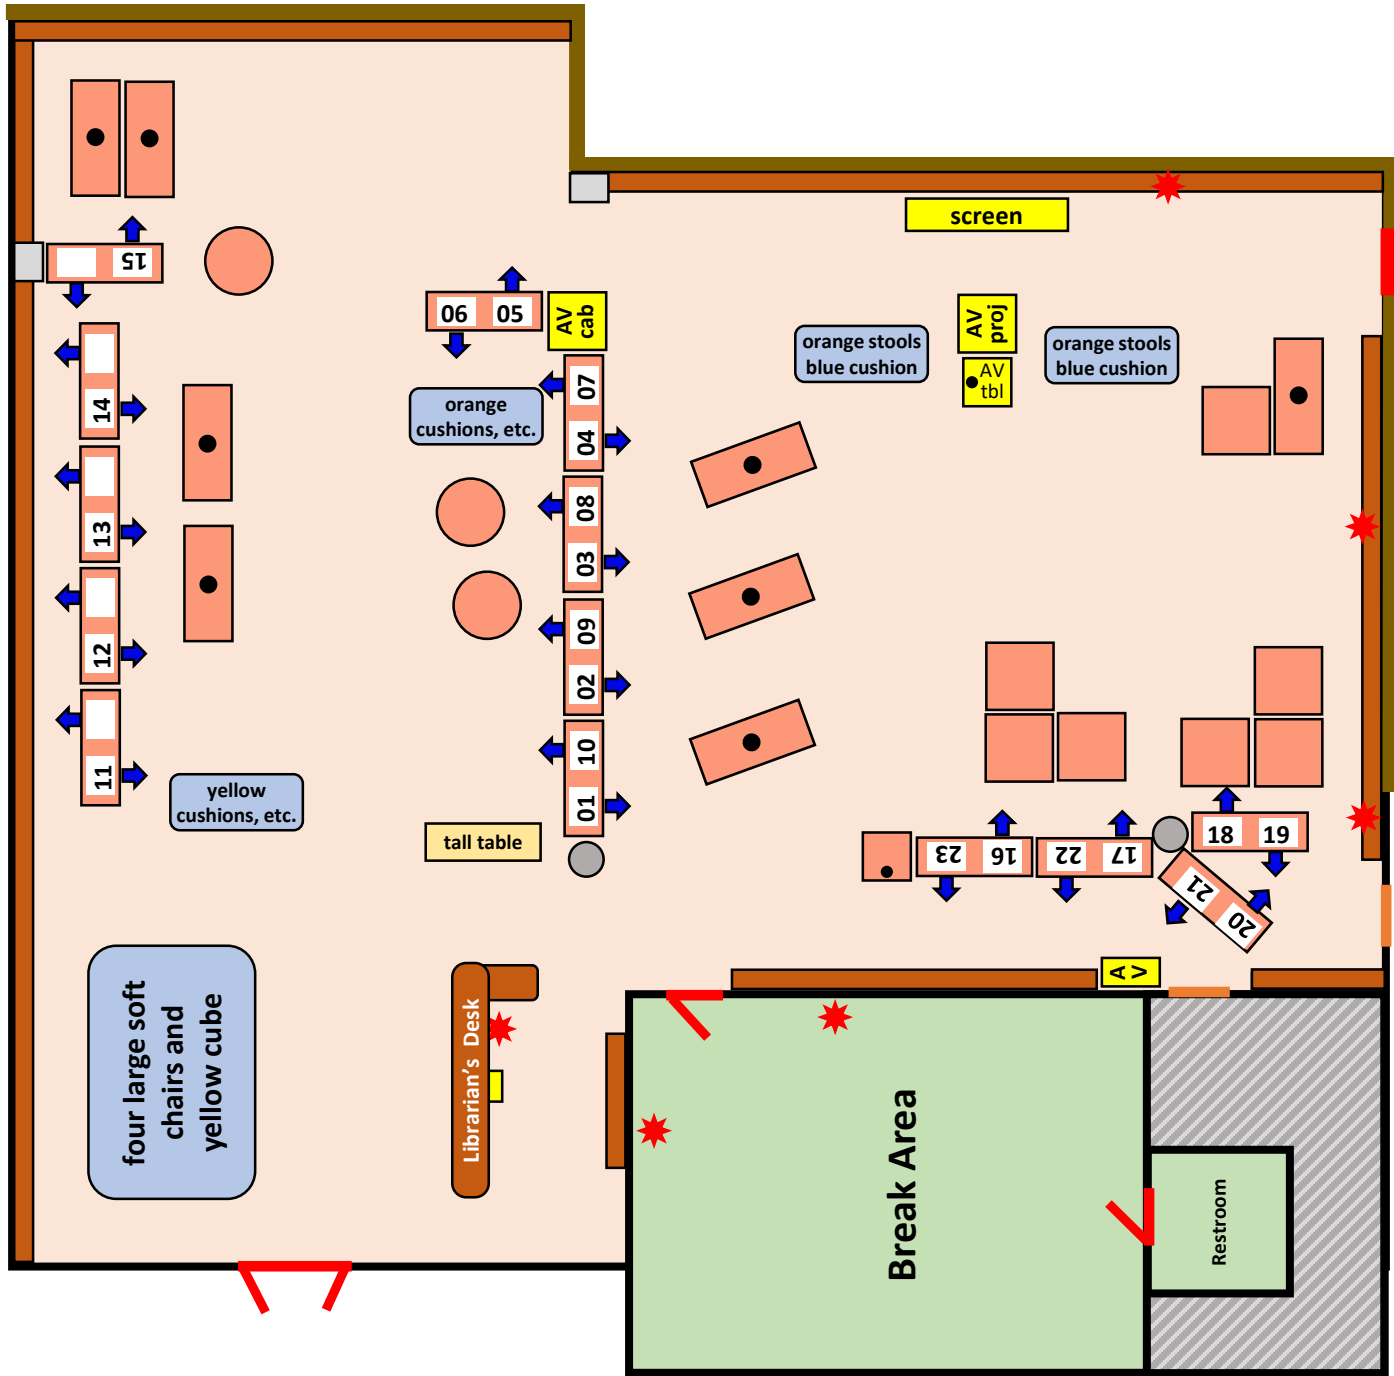 screen
15
06
05
AV
cab
AV
proj
AV
tbl
orange stools
blue cushion
orange stools
blue cushion
orange
cushions, etc.
07
04
14
08
03
13
09
02
12
10
01
11
yellow
cushions, etc.
tall table
23
16
22
17
18
19
21
20
A
V
four large soft
chairs and
yellow cube
Librarian's Desk
Break Area
Restroom